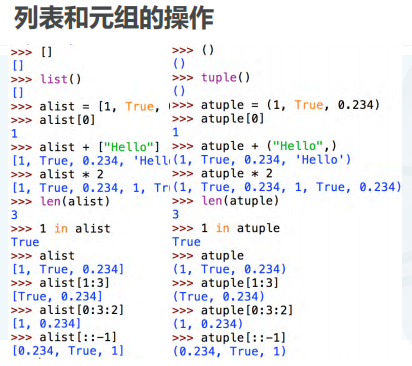 列表和元组的操作
>>> []
[]
>>> list()
[]
>>> alist = [1, True,
>>> alist[0]
1
>>> alist + ["Hello"]
[1, True, 0.234, 'Hell
>>> alist * 2
[1, True, 0.234, 1, Tr
>>> len(alist)
3
>>> 1 in alist
True
>>> alist
[1, True, 0.234]
>>> alist[1:3]
[True, 0.234]
>>> alist[0:3:2]
[1, 0.234]
>>> alist[::-1]
[0.234, True, 1]
>>> ()
()
>>> tuple()
()
>>> atuple = (1, True, 0.234)
>>> atuple[0]
1
>>> atuple + ("Hello",)
(1, True, 0.234, 'Hello')
>>> atuple * 2
(1, True, 0.234, 1, True, 0.234)
>>> len(atuple)
3
>>> 1 in atuple
True
>>> atuple
(1, True, 0.234)
>>> atuple[1:3]
(True, 0.234)
>>> atuple[0:3:2]
(1, 0.234)
>>> atuple[::-1]
(0.234, True, 1)